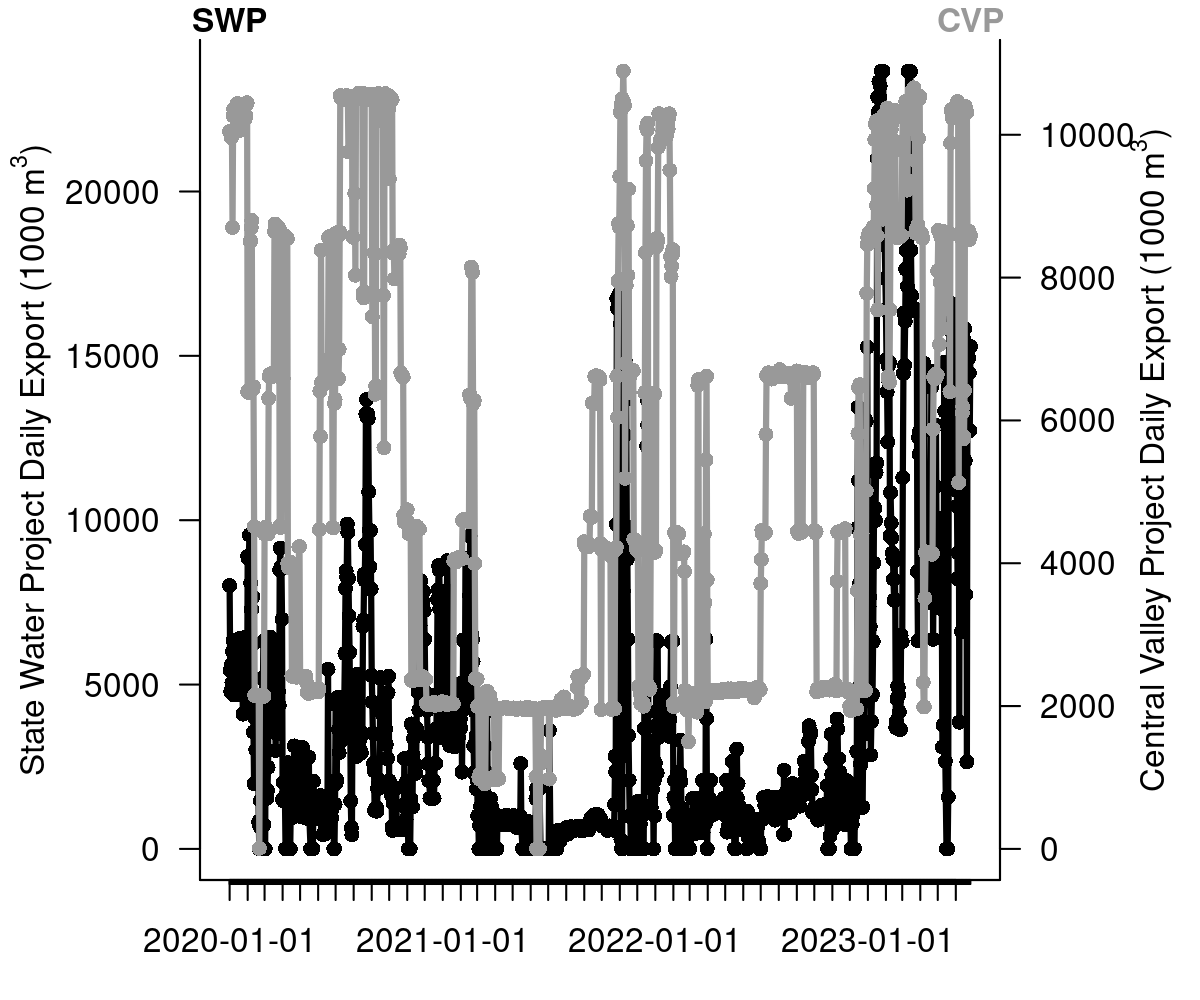 SWP
CVP
State Water Project Daily Export (1000 m³)
20000
15000
10000
5000
0
10000
8000
6000
4000
2000
0
Central Valley Project Daily Export (1000 m³)
2020-01-01 2021-01-01 2022-01-01 2023-01-01